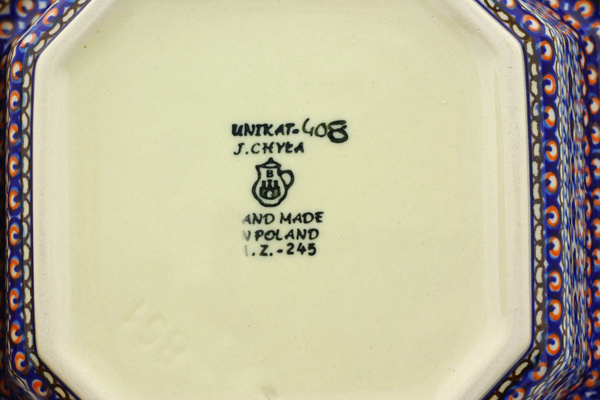 UNIKAT-408
J. CHYŁA
B
AND MADE
N POLAND
.Z.-245